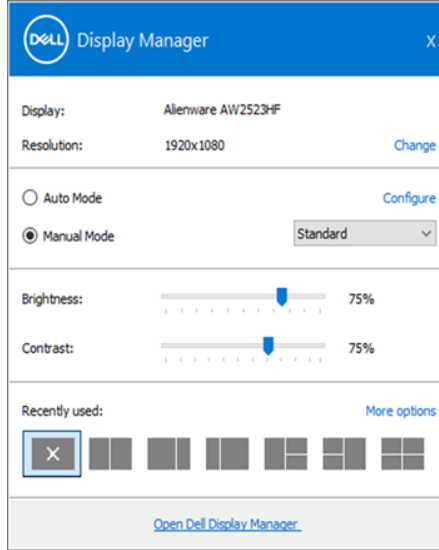 DELL Display Manager X
Display: Alienware AW2523HF
Resolution: 1920x1080 Change
Auto Mode Configure
Manual Mode Standard
Brightness: 75%
Contrast: 75%
Recently used: More options
Open Dell Display Manager